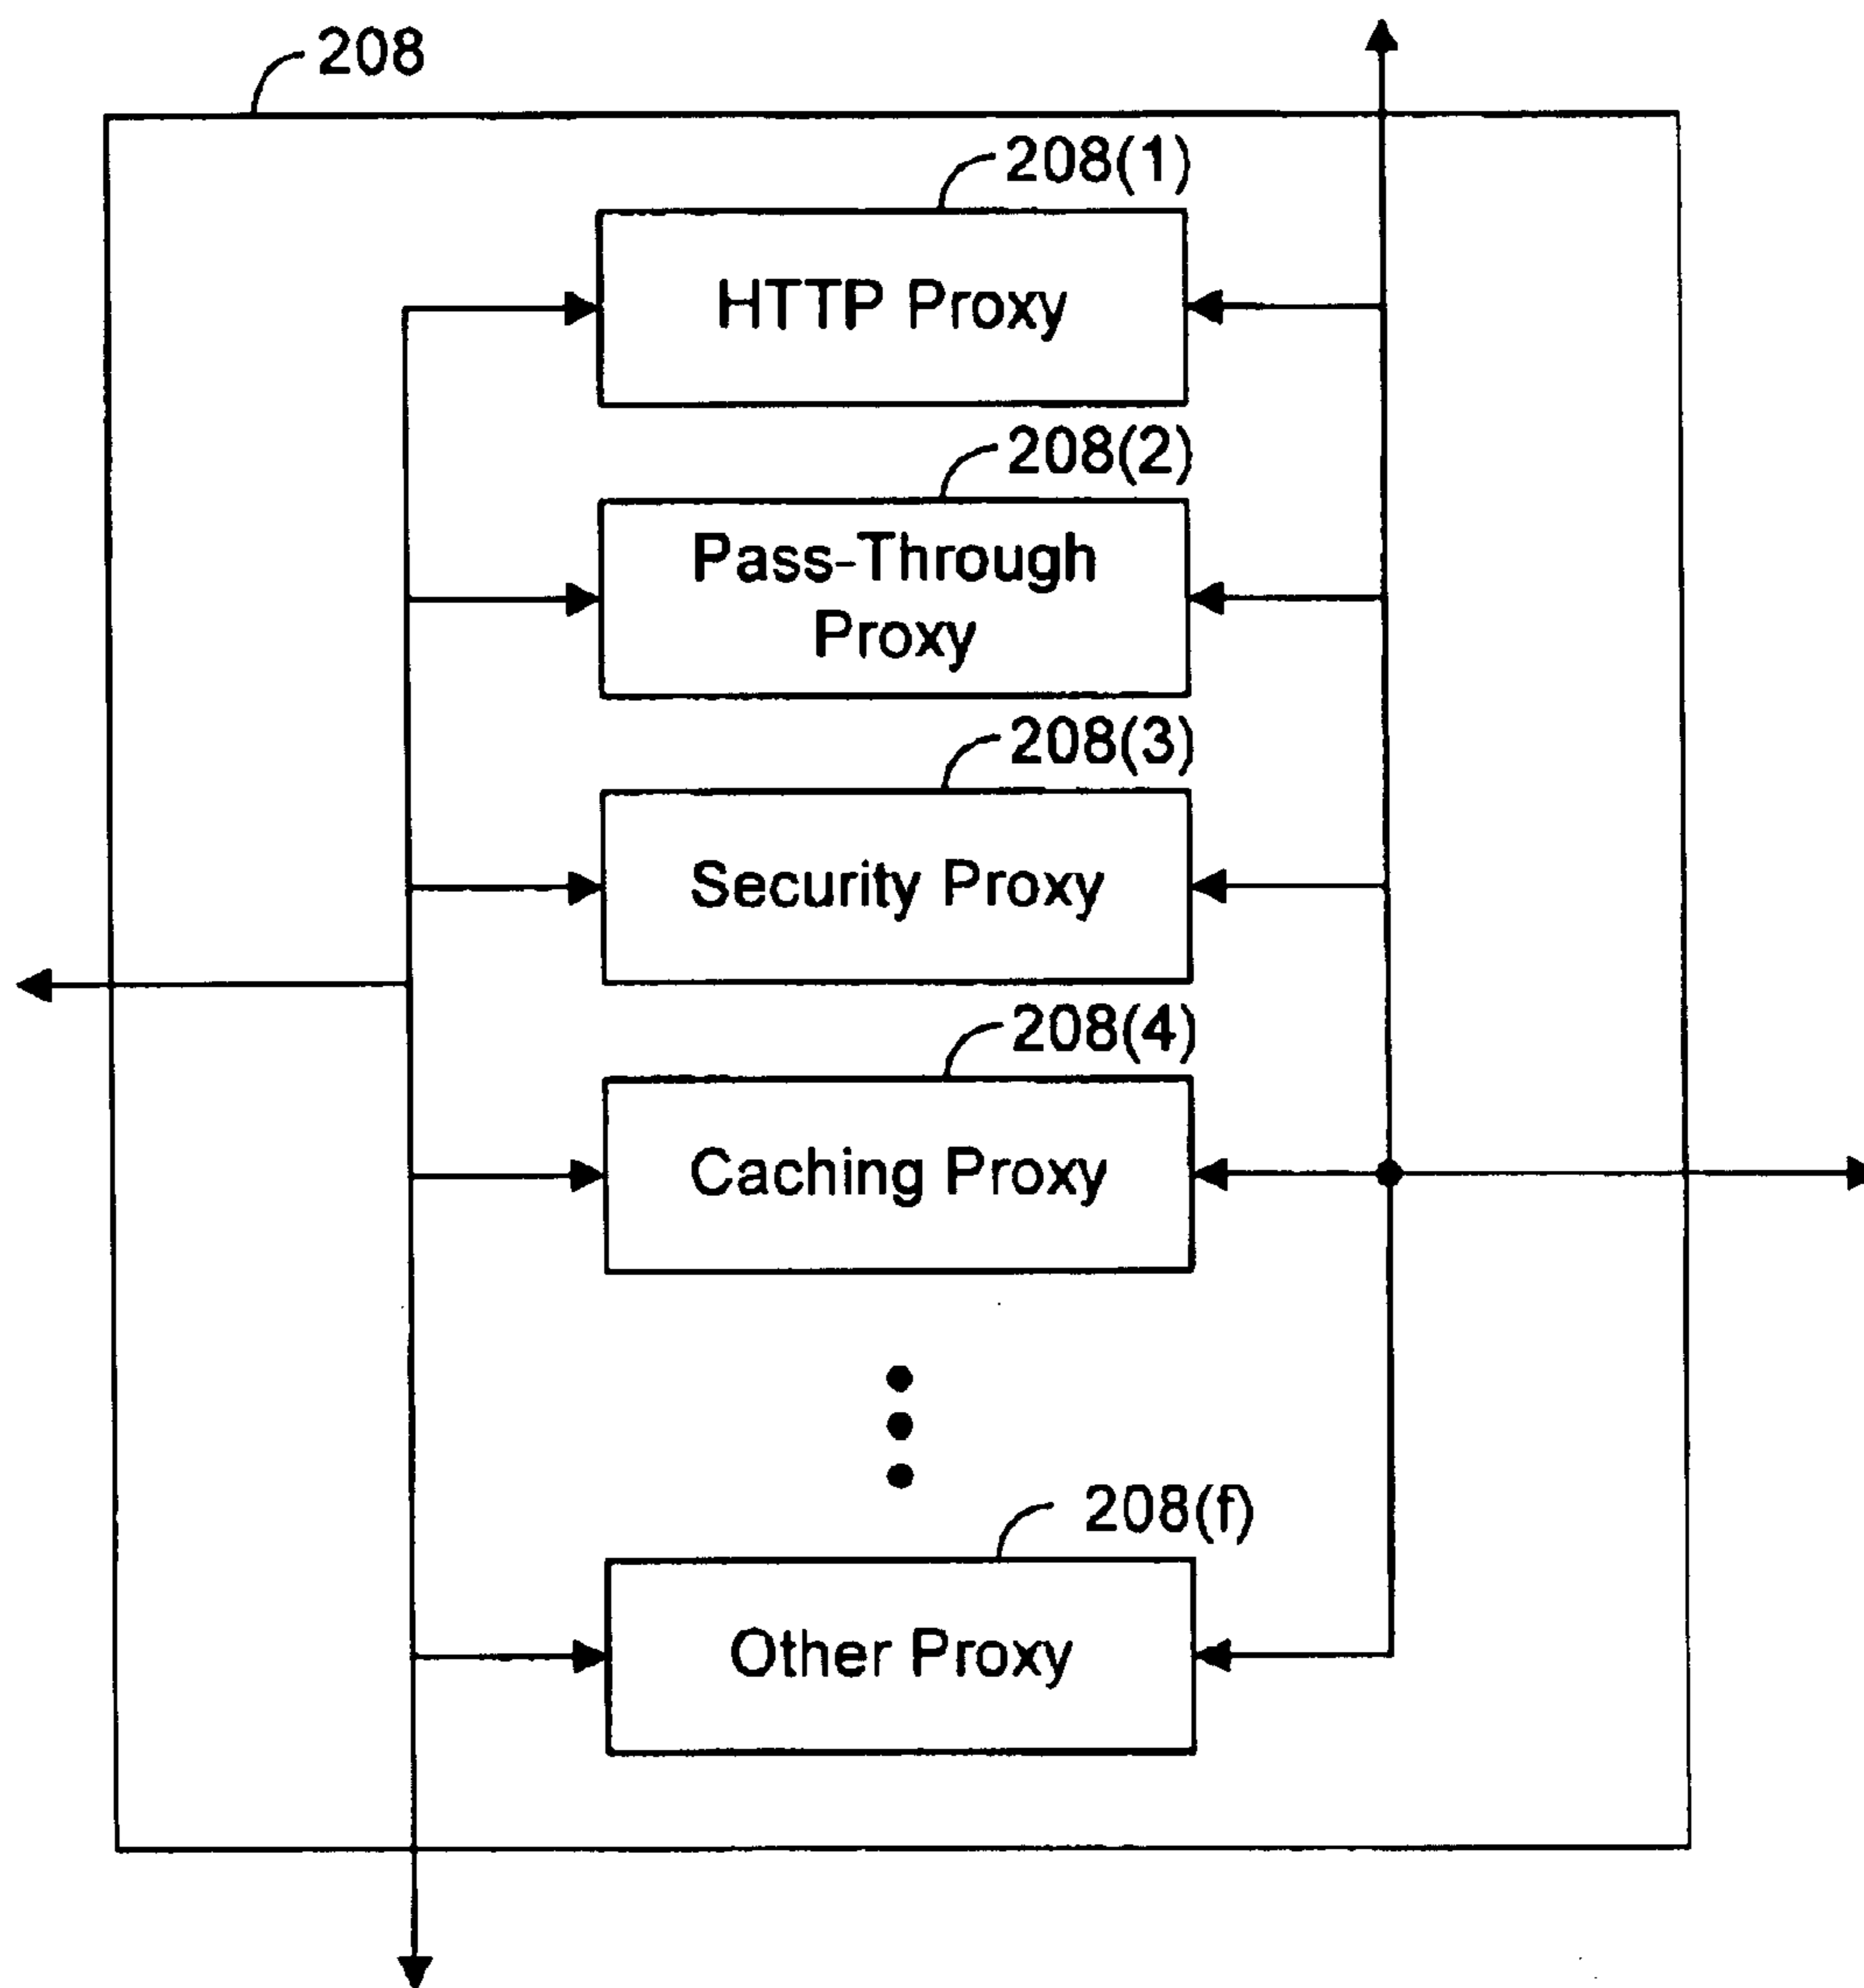 208
208(1)
HTTP Proxy
208(2)
Pass-Through
Proxy
208(3)
Security Proxy
208(4)
Caching Proxy
208(f)
Other Proxy